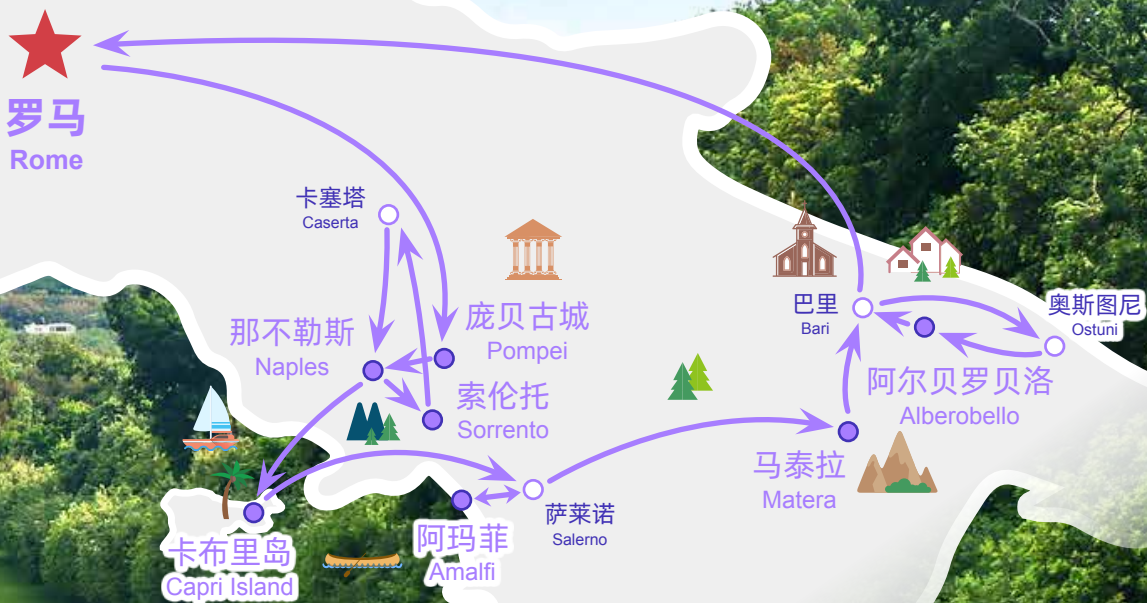 罗马
Rome
卡塞塔
Caserta
那不勒斯
Naples
庞贝古城
Pompei
索伦托
Sorrento
卡布里岛
Capri Island
阿玛菲
Amalfi
萨莱诺
Salerno
马泰拉
Matera
巴里
Bari
奥斯图尼
Ostuni
阿尔贝罗贝洛
Alberobello